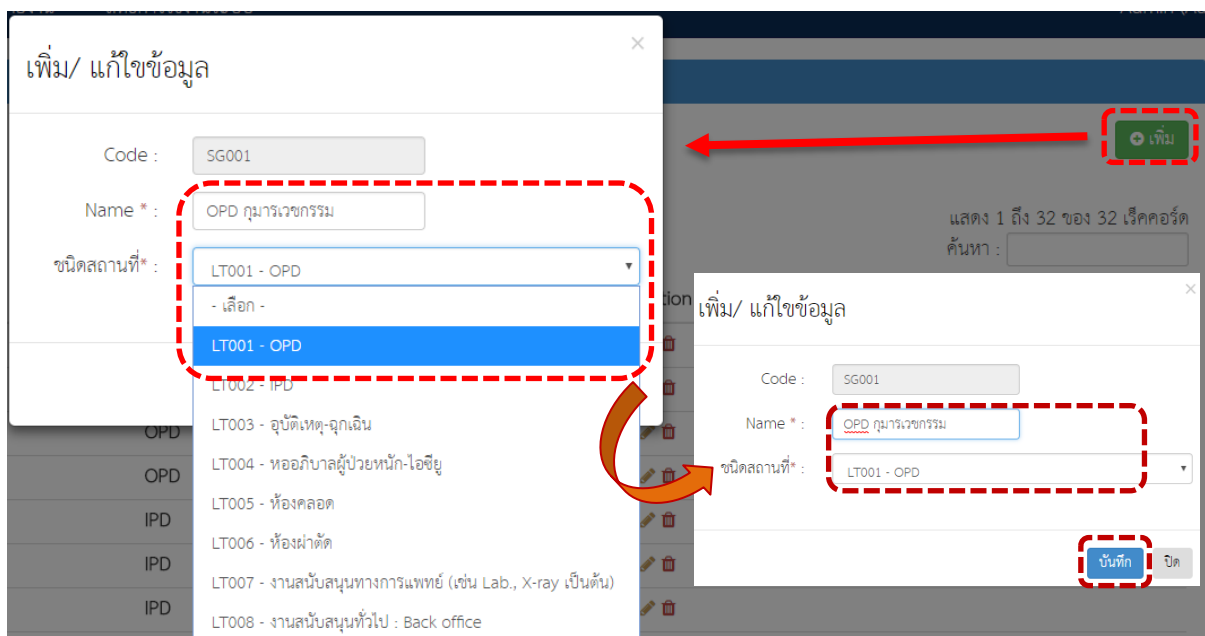 เพิ่ม/ แก้ไขข้อมูล
×
Code :
SG001
Name * :
OPD กุมารเวชกรรม
ชนิดสถานที่* :
LT001 - OPD
- เลือก -
LT001 - OPD
LT002 - IPD
LT003 - อุบัติเหตุ-ฉุกเฉิน
LT004 - หออภิบาลผู้ป่วยหนัก-ไอซียู
LT005 - ห้องคลอด
LT006 - ห้องผ่าตัด
LT007 - งานสนับสนุนทางการแพทย์ (เช่น Lab., X-ray เป็นต้น)
LT008 - งานสนับสนุนทั่วไป : Back office
เพิ่ม
แสดง 1 ถึง 32 ของ 32 เร็คคอร์ด
ค้นหา :
OPD
OPD
IPD
IPD
IPD
เพิ่ม/ แก้ไขข้อมูล
×
Code :
SG001
Name * :
OPD กุมารเวชกรรม
ชนิดสถานที่* :
LT001 - OPD
บันทึก
ปิด